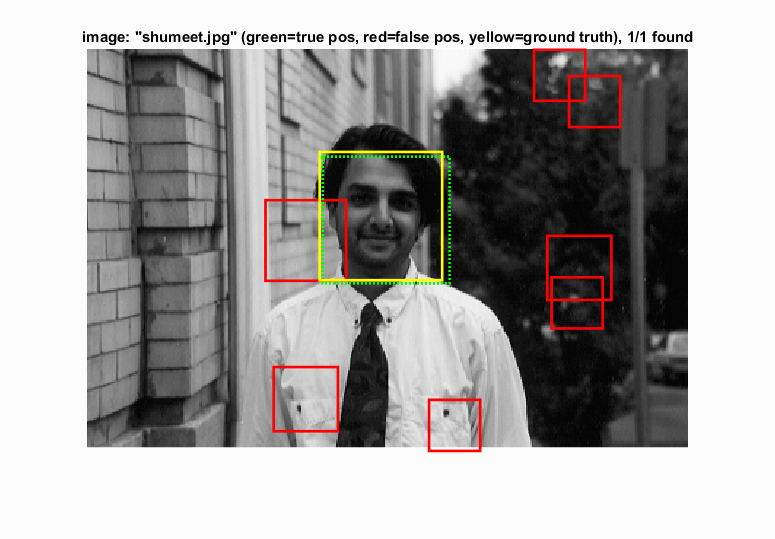 image: "shumeet.jpg" (green=true pos, red=false pos, yellow=ground truth), 1/1 found